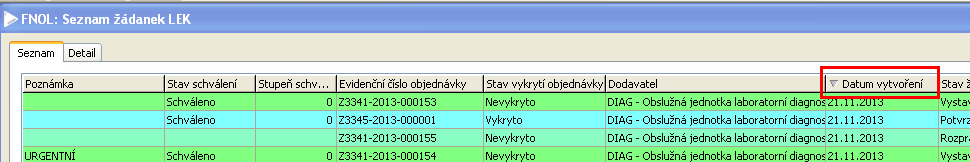 FNOL: Seznam žádanek LEK
Seznam Detail
Poznámka Stav schválení Stupeň schv... Evidenční číslo objednávky Stav vykrytí objednávky Dodavatel Datum vytvoření Stav ž
Schváleno 0 Z3341-2013-000153 Nevykryto DIAG - Obslužná jednotka laboratorní diagnos 21.11.2013 Vystav
Schváleno 0 Z3345-2013-000001 Vykryto DIAG - Obslužná jednotka laboratorní diagnos 21.11.2013 Potvrz
0 Z3341-2013-000155 Nevykryto DIAG - Obslužná jednotka laboratorní diagnos 21.11.2013 Rozpra
URGENTNÍ Schváleno 0 Z3341-2013-000154 Nevykryto DIAG - Obslužná jednotka laboratorní diagnos 21.11.2013 Vystav